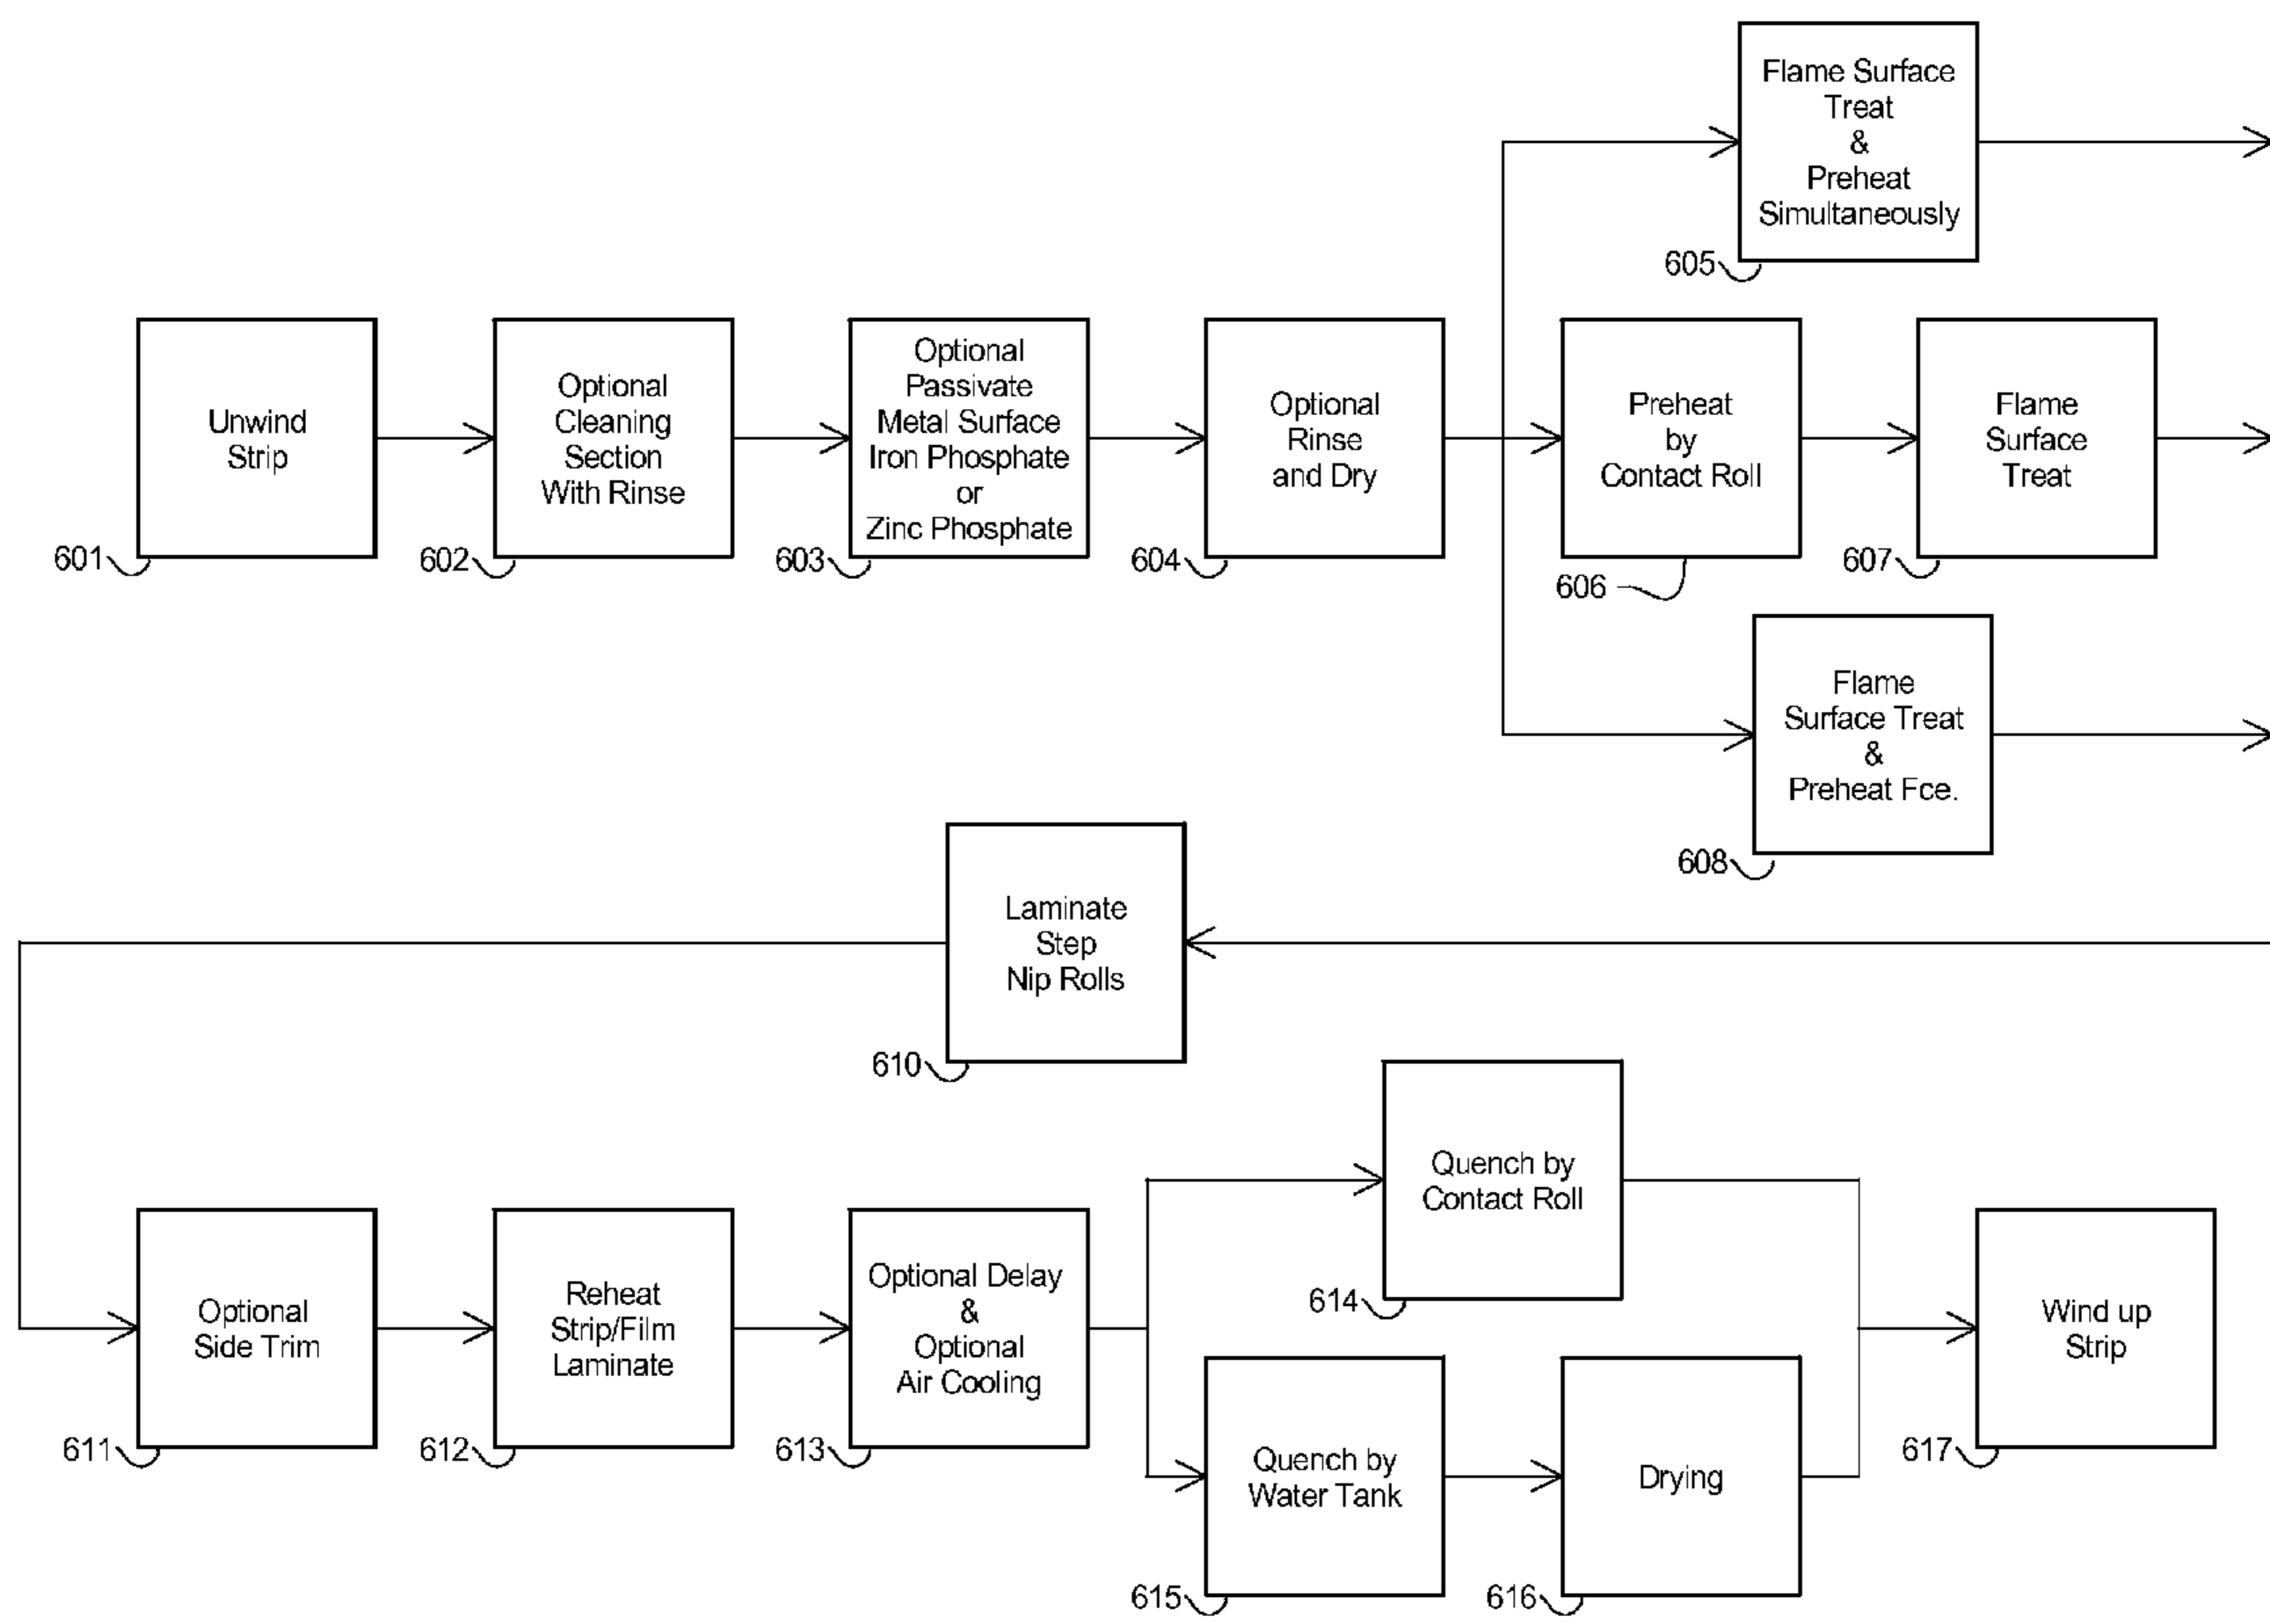 Flame Surface
Treat
&
Preheat
Simultaneously
605
Unwind
Strip
601
Optional
Cleaning
Section
With Rinse
602
Optional
Passivate
Metal Surface
Iron Phosphate
or
Zinc Phosphate
603
Optional
Rinse
and Dry
604
Preheat
by
Contact Roll
606
Flame
Surface
Treat
607
Flame
Surface Treat
&
Preheat Fce.
608
Laminate
Step
Nip Rolls
610
Optional
Side Trim
611
Reheat
Strip/Film
Laminate
612
Optional Delay
&
Optional
Air Cooling
613
Quench by
Contact Roll
614
Quench by
Water Tank
615
Drying
616
Wind up
Strip
617